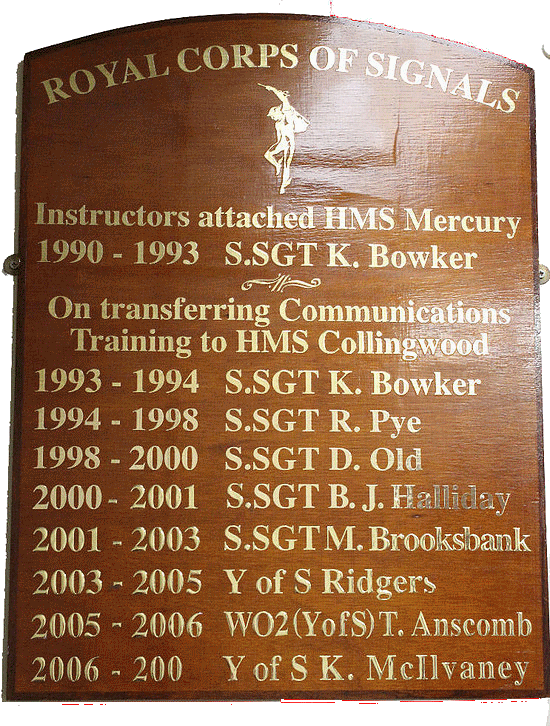 ROYAL CORPS OF SIGNALS
Instructors attached HMS Mercury
1990 - 1993 S.SGT K. Bowker
On transferring Communications
Training to HMS Collingwood
1993 - 1994 S.SGT K. Bowker
1994 - 1998 S.SGT R. Pye
1998 - 2000 S.SGT D. Old
2000 - 2001 S.SGT B. J. Halliday
2001 - 2003 S.SGT M. Brooksbank
2003 - 2005 Y of S Ridgers
2005 - 2006 WO2 (YofS) T. Anscomb
2006 - 200 Y of S K. McIlvaney